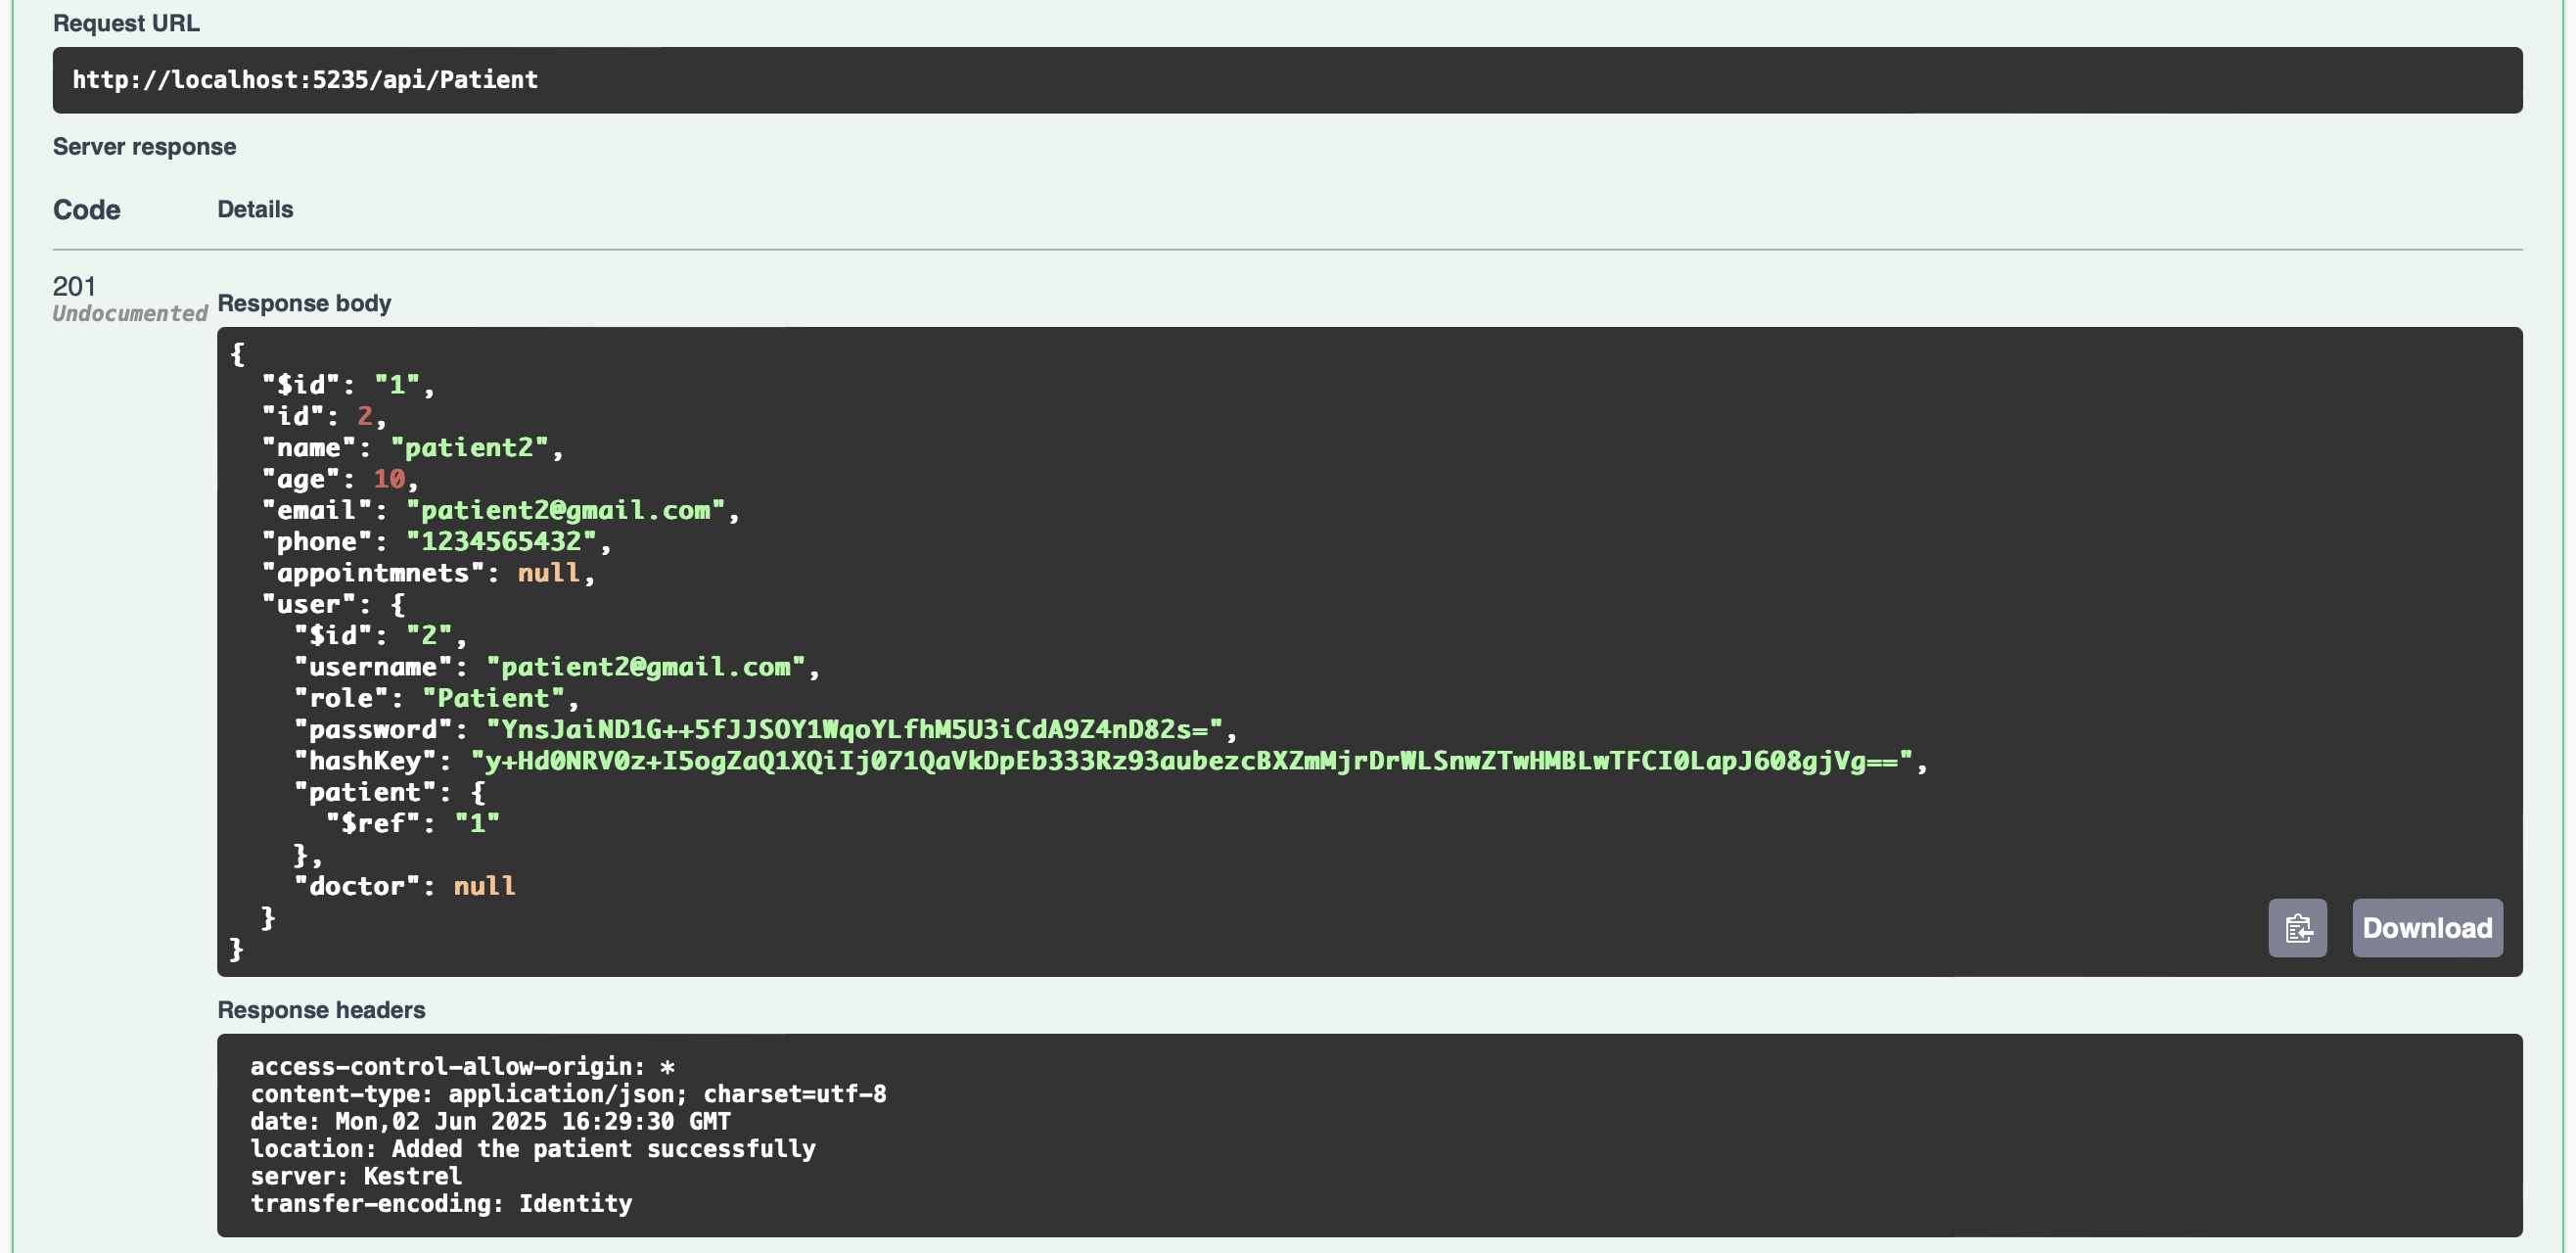 Request URL
http://localhost:5235/api/Patient
Server response
Code Details
201
Undocumented
Response body
{
  "$id": "1",
  "id": 2,
  "name": "patient2",
  "age": 10,
  "email": "patient2@gmail.com",
  "phone": "1234565432",
  "appointmnets": null,
  "user": {
    "$id": "2",
    "username": "patient2@gmail.com",
    "role": "Patient",
    "password": "YnsJaiND1G++5fJJSOY1WqoYLfhM5U3iCdA9Z4nD82s=",
    "hashKey": "y+Hd0NRV0z+I5ogZaQ1XQiIj071QaVkDpEb333Rz93aubezcBXZmMjrDrWLSnwZTwHMBLwTFCI0LapJ608gjVg==",
    "patient": {
      "$ref": "1"
    },
    "doctor": null
  }
}
Download
Response headers
access-control-allow-origin: *
content-type: application/json; charset=utf-8
date: Mon,02 Jun 2025 16:29:30 GMT
location: Added the patient successfully
server: Kestrel
transfer-encoding: Identity